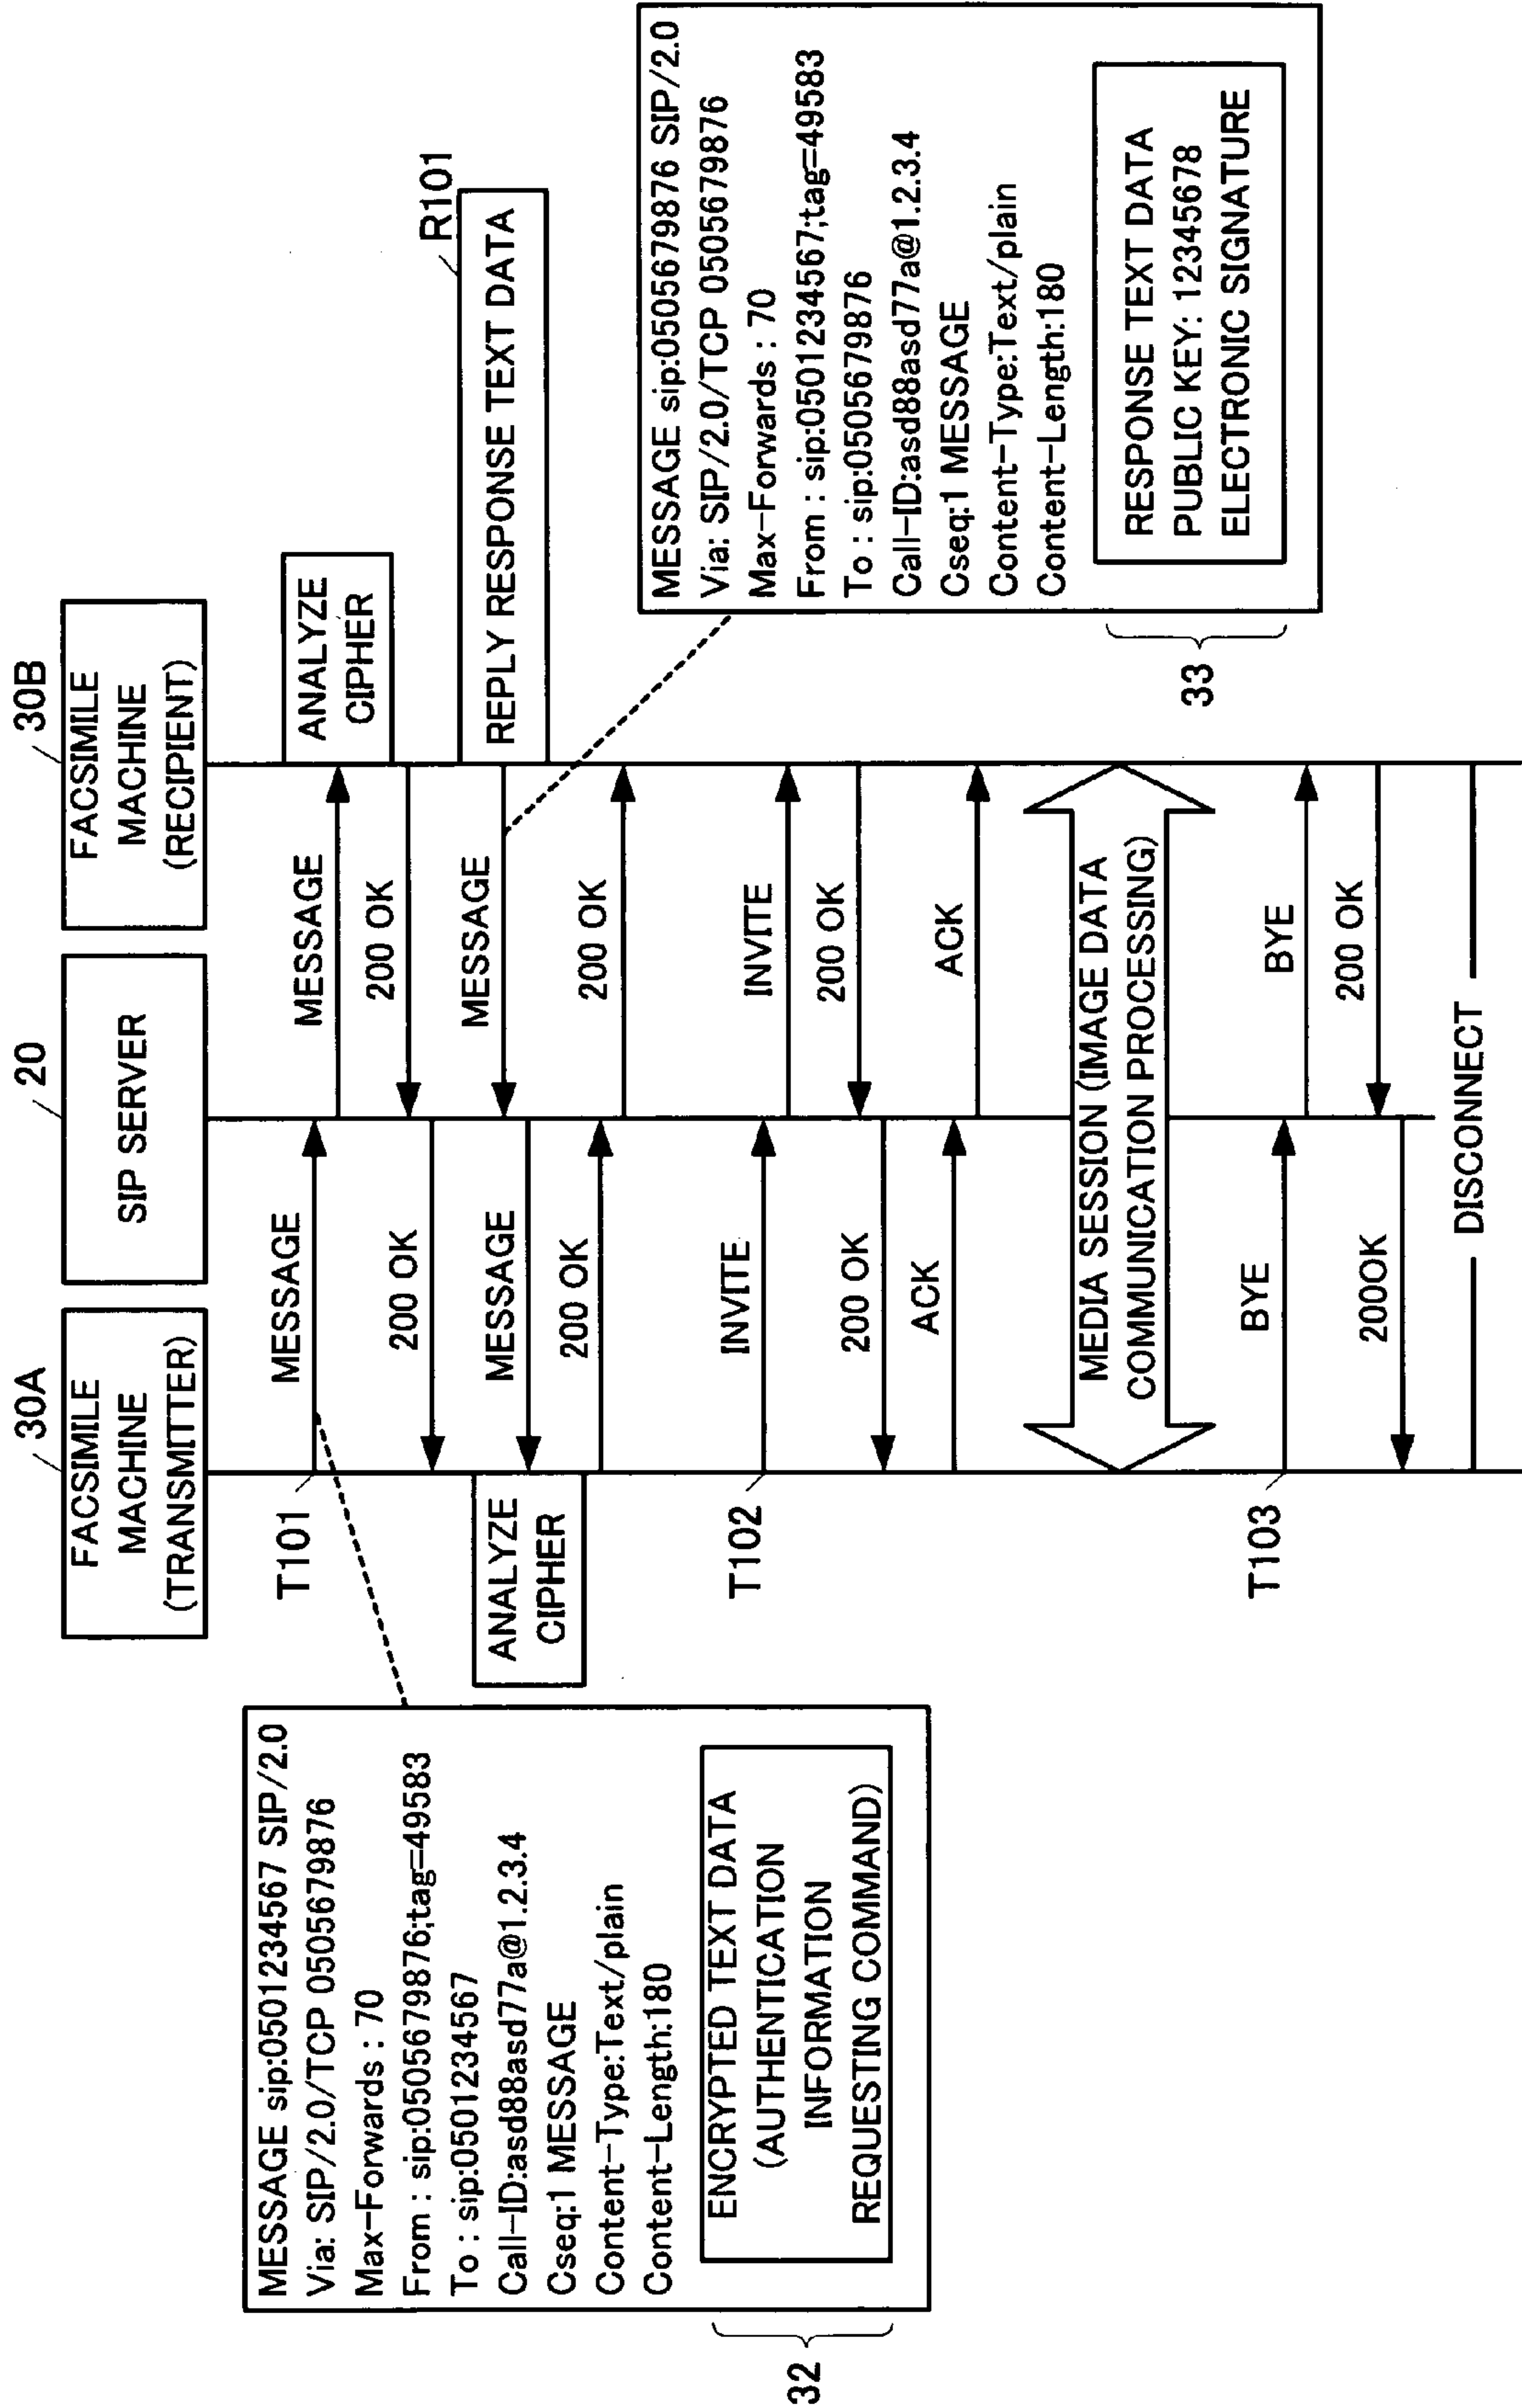 30A
FACSIMILE
MACHINE
(TRANSMITTER)
20
SIP SERVER
30B
FACSIMILE
MACHINE
(RECIPIENT)
T101
MESSAGE
MESSAGE
ANALYZE
CIPHER
200 OK
200 OK
R101
REPLY RESPONSE TEXT DATA
MESSAGE
MESSAGE
ANALYZE
CIPHER
200 OK
200 OK
T102
INVITE
INVITE
200 OK
200 OK
ACK
ACK
MEDIA SESSION (IMAGE DATA
COMMUNICATION PROCESSING)
T103
BYE
BYE
200 OK
200OK
DISCONNECT
MESSAGE sip:0501234567 SIP/2.0
Via: SIP/2.0/TCP 0505679876
Max-Forwards : 70
From : sip:0505679876;tag=49583
To : sip:0501234567
Call-ID:asd88asd77a@1.2.3.4
Cseq:1 MESSAGE
Content-Type:Text/plain
Content-Length:180
ENCRYPTED TEXT DATA
(AUTHENTICATION
INFORMATION
REQUESTING COMMAND)
32
MESSAGE sip:0505679876 SIP/2.0
Via: SIP/2.0/TCP 0505679876
Max-Forwards : 70
From : sip:0501234567;tag=49583
To : sip:0505679876
Call-ID:asd88asd77a@1.2.3.4
Cseq:1 MESSAGE
Content-Type:Text/plain
Content-Length:180
RESPONSE TEXT DATA
PUBLIC KEY: 12345678
ELECTRONIC SIGNATURE
33